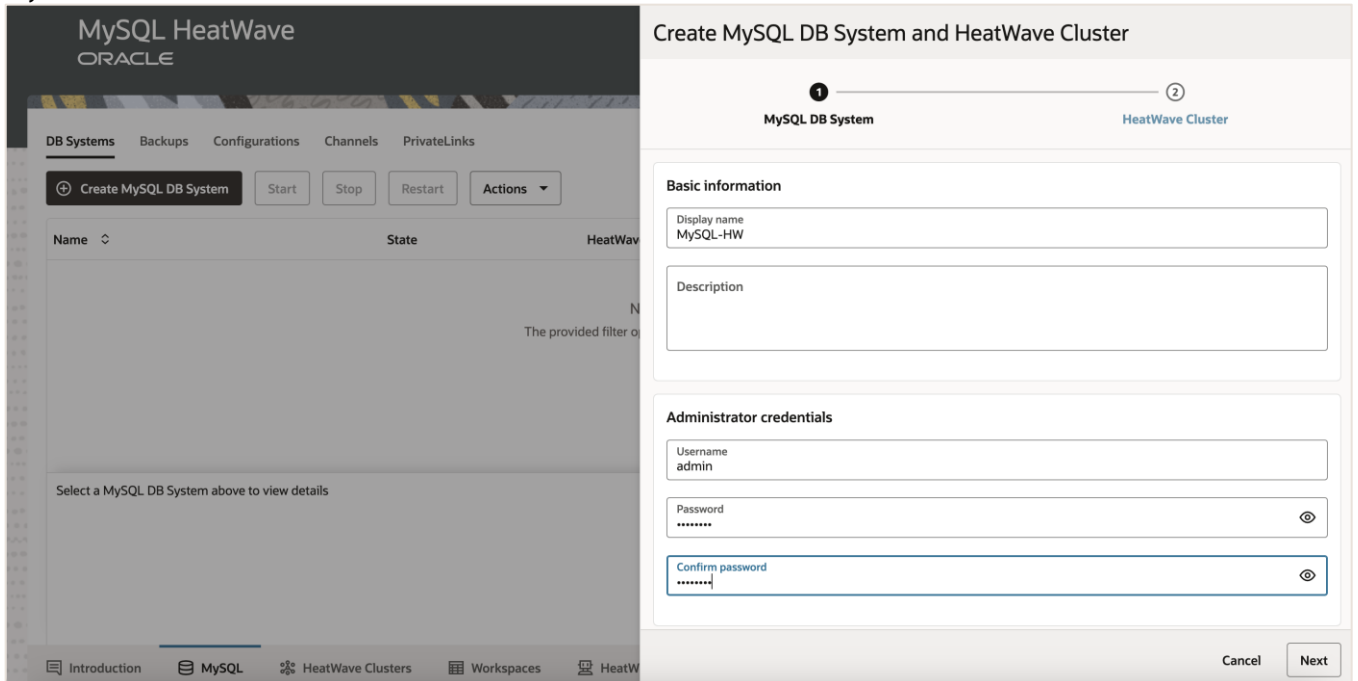 MySQL HeatWave
ORACLE
DB Systems Backups Configurations Channels PrivateLinks
Create MySQL DB System Start Stop Restart Actions
Name State HeatWav
N
The provided filter o
Select a MySQL DB System above to view details
Introduction MySQL HeatWave Clusters Workspaces HeatW
Create MySQL DB System and HeatWave Cluster
1 2
MySQL DB System HeatWave Cluster
Basic information
Display name
MySQL-HW
Description
Administrator credentials
Username
admin
Password
••••••••
Confirm password
••••••••
Cancel Next